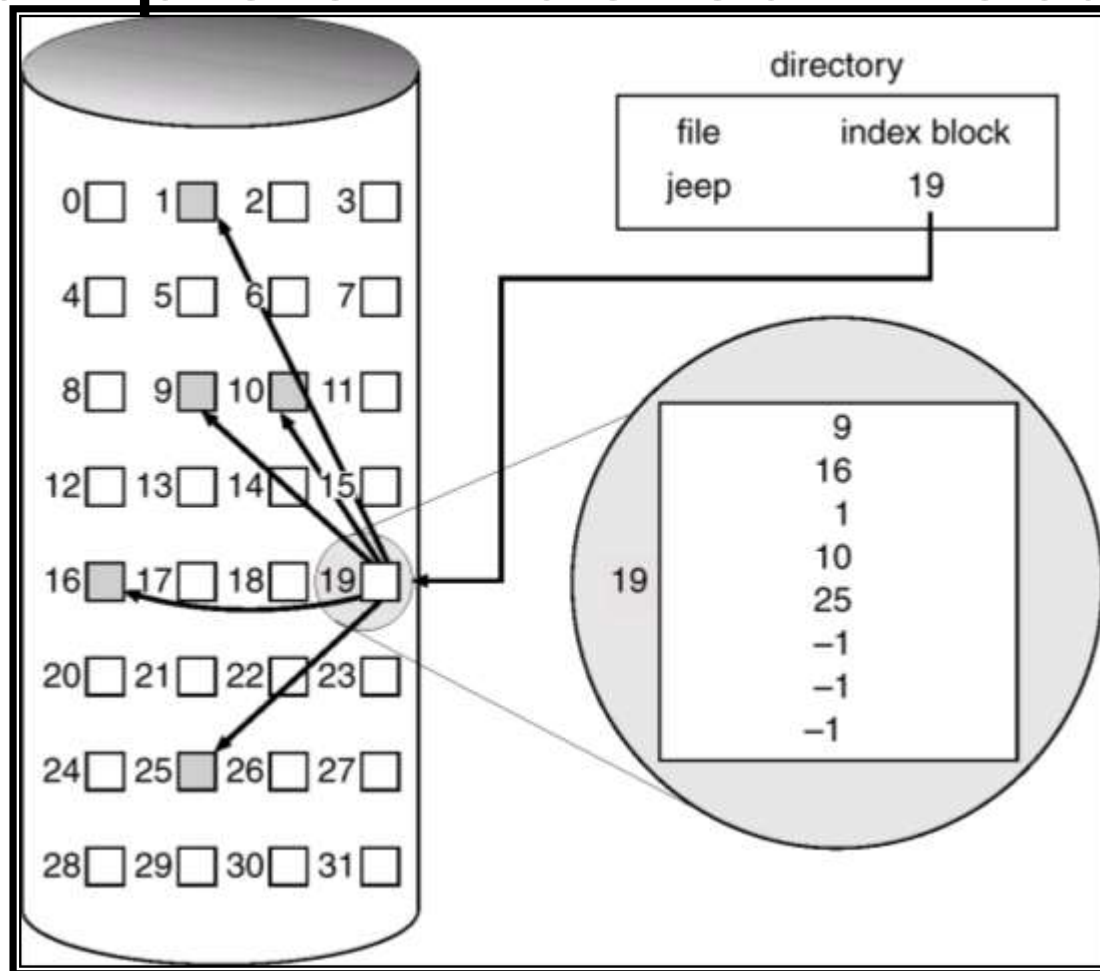 directory
file index block
jeep 19
0 1 2 3
4 5 6 7
8 9 10 11
12 13 14 15
16 17 18 19
20 21 22 23
24 25 26 27
28 29 30 31
19
9
16
1
10
25
–1
–1
–1